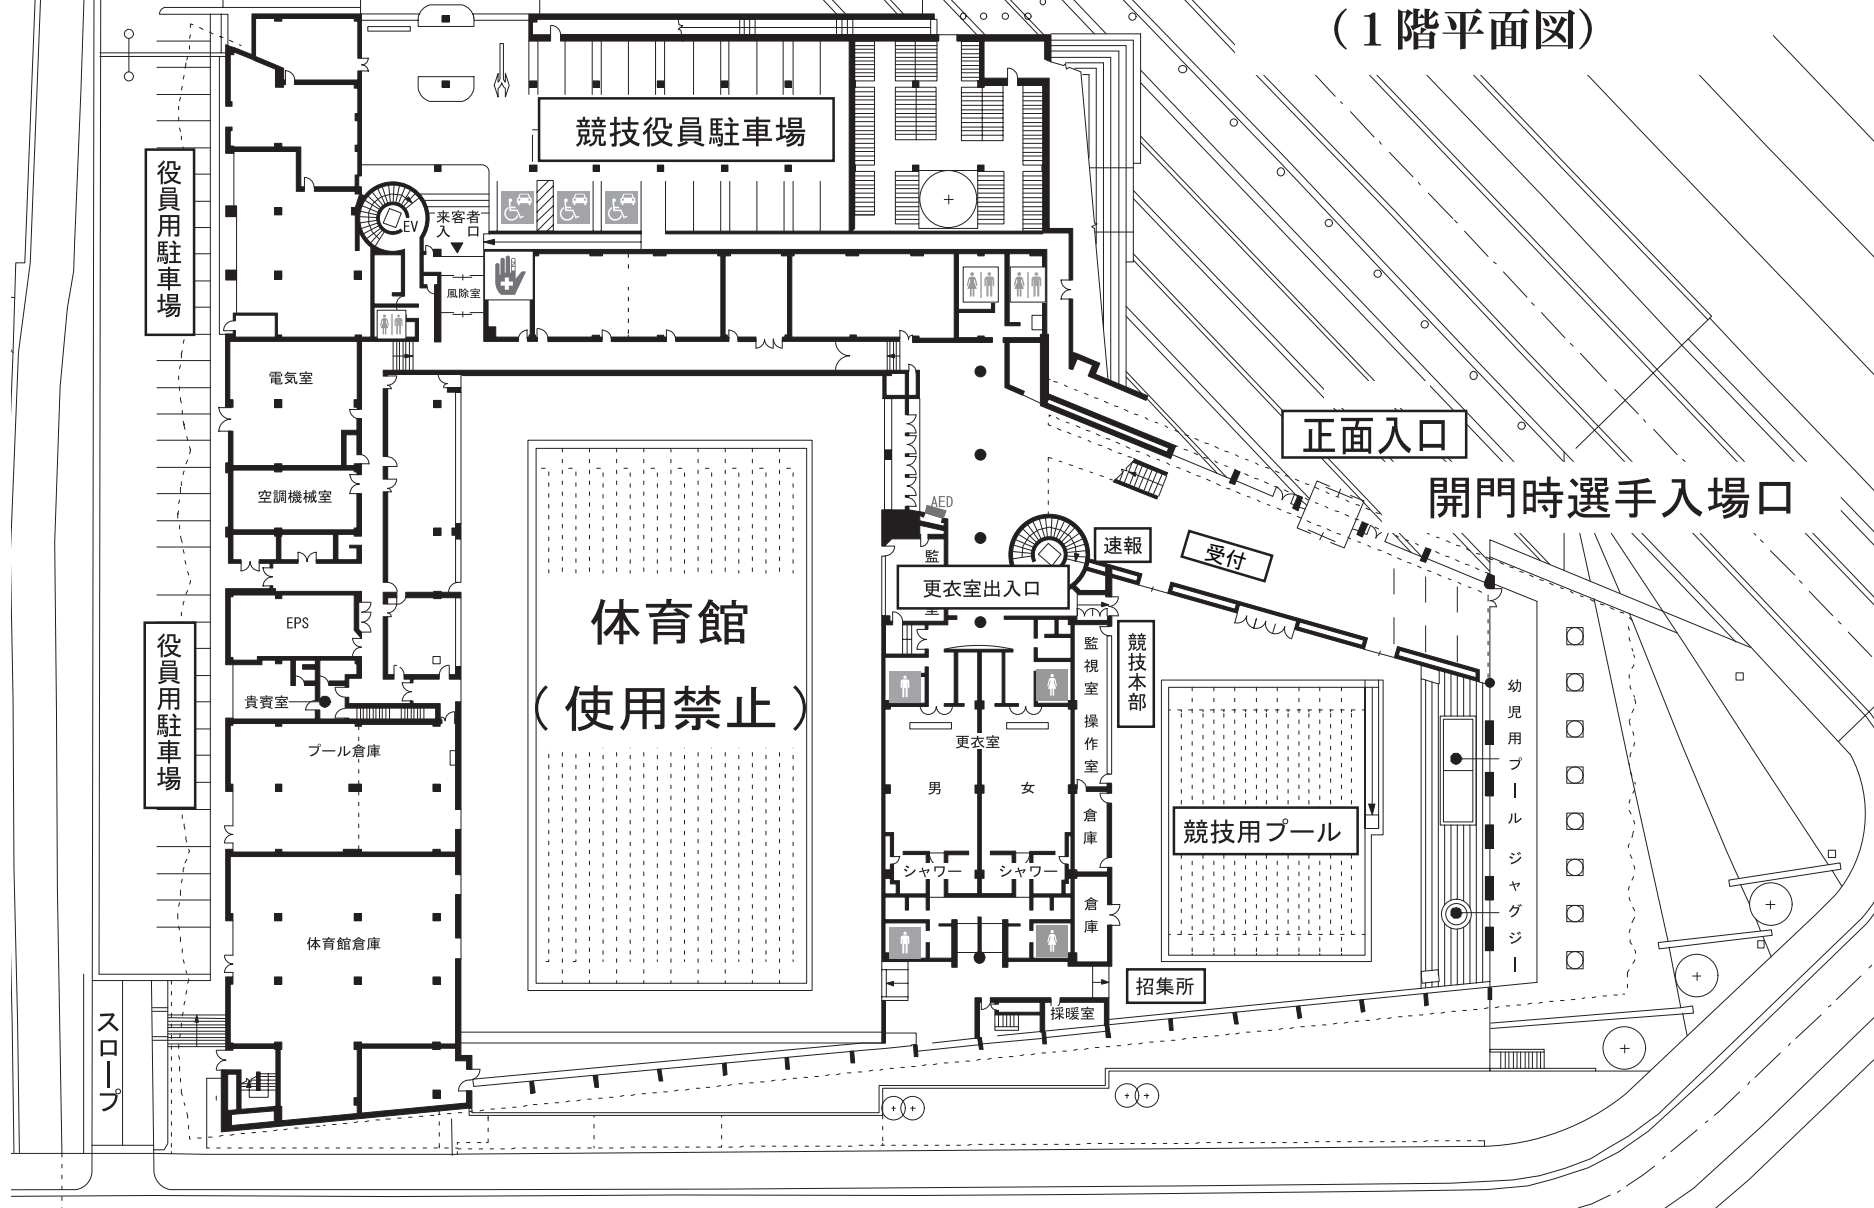 （１階平面図）
競技役員駐車場
役員用駐車場
来客者
入口
EV
風除室
電気室
正面入口
開門時選手入場口
空調機械室
AED
監
室
速報
受付
更衣室出入口
体育館
（使用禁止）
EPS
役員用駐車場
貴賓室
プール倉庫
監視室
操作室
競技本部
幼児用プール
ジャグジー
更衣室
男
女
倉庫
競技用プール
シャワー
シャワー
倉庫
体育館倉庫
招集所
採暖室
スロープ